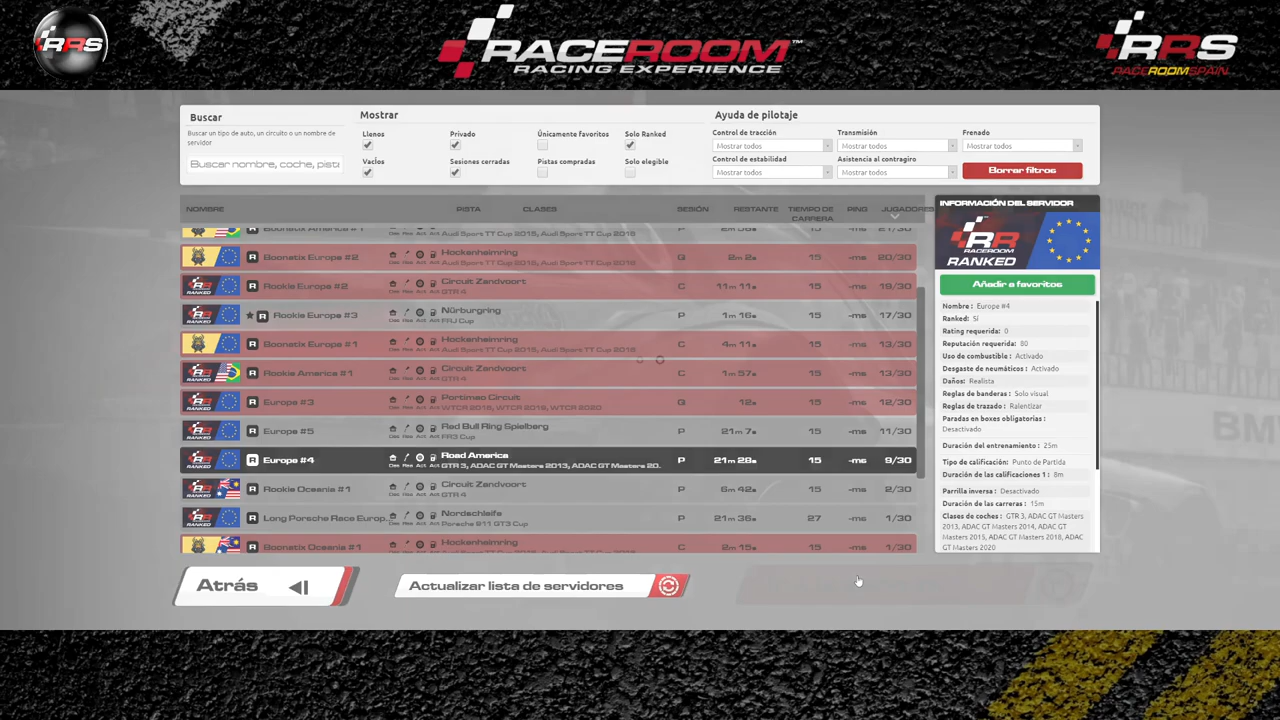 RRS
RACEROOM™
RACING EXPERIENCE
RRS
RACEROOMSPAIN
Buscar
Buscar un tipo de auto, un circuito o un nombre de servidor
Buscar nombre, coche, pist
Mostrar
Llenos
Privado
Únicamente favoritos
Solo Ranked
Vacíos
Sesiones cerradas
Pistas compradas
Solo elegible
Ayuda de pilotaje
Control de tracción
Transmisión
Frenado
Mostrar todos
Mostrar todos
Mostrar todos
Control de estabilidad
Asistencia al contragiro
Mostrar todos
Mostrar todos
Borrar filtros
NOMBRE PISTA CLASES SESIÓN RESTANTE TIEMPO DE CARRERA PING JUGADORES
Boonatix Europe #2 Hockenheimring Q 2m 2s 15 -ms 20/30
Audi Sport TT Cup 2015, Audi Sport TT Cup 2016
Rookie Europe #2 Circuit Zandvoort C 11m 11s 15 -ms 19/30
GTR 4
R Rookie Europe #3 Nürburgring P 1m 16s 15 -ms 17/30
FRJ Cup
Boonatix Europe #1 Hockenheimring C 4m 11s 15 -ms 13/30
Audi Sport TT Cup 2015, Audi Sport TT Cup 2016
Rookie America #1 Circuit Zandvoort C 1m 57s 15 -ms 13/30
GTR 4
Europe #3 Portimao Circuit Q 12s 15 -ms 12/30
WTCR 2018, WTCR 2019, WTCR 2020
Europe #5 Red Bull Ring Spielberg P 21m 7s 15 -ms 11/30
FR3 Cup
R Europe #4 Road America P 21m 28s 15 -ms 9/30
GTR 3, ADAC GT Masters 2013, ADAC GT Masters 20.
Rookie Oceania #1 Circuit Zandvoort P 6m 42s 15 -ms 2/30
GTR 4
Long Porsche Race Europ... Nordschleife P 21m 36s 27 -ms 1/30
Porsche 911 GT3 Cup
Boonatix Oceania #1 Hockenheimring C 2m 15s 15 -ms 1/30
INFORMACIÓN DEL SERVIDOR
RR
RACEROOM
RANKED
Añadir a favoritos
Nombre : Europe #4
Ranked: Sí
Rating requerida: 0
Reputación requerida: 80
Uso de combustible: Activado
Desgaste de neumáticos : Activado
Daños: Realista
Reglas de banderas : Solo visual
Reglas de trazado : Ralentizar
Paradas en boxes obligatorias :
Desactivado
Duración del entrenamiento : 25m
Tipo de calificación: Punto de Partida
Duración de las calificaciones 1 : 8m
Parrilla inversa : Desactivado
Duración de las carreras : 15m
Clases de coches : GTR 3, ADAC GT Masters
2013, ADAC GT Masters 2014, ADAC GT
Masters 2015, ADAC GT Masters 2018, ADAC
GT Masters 2020
Atrás
Actualizar lista de servidores
BM